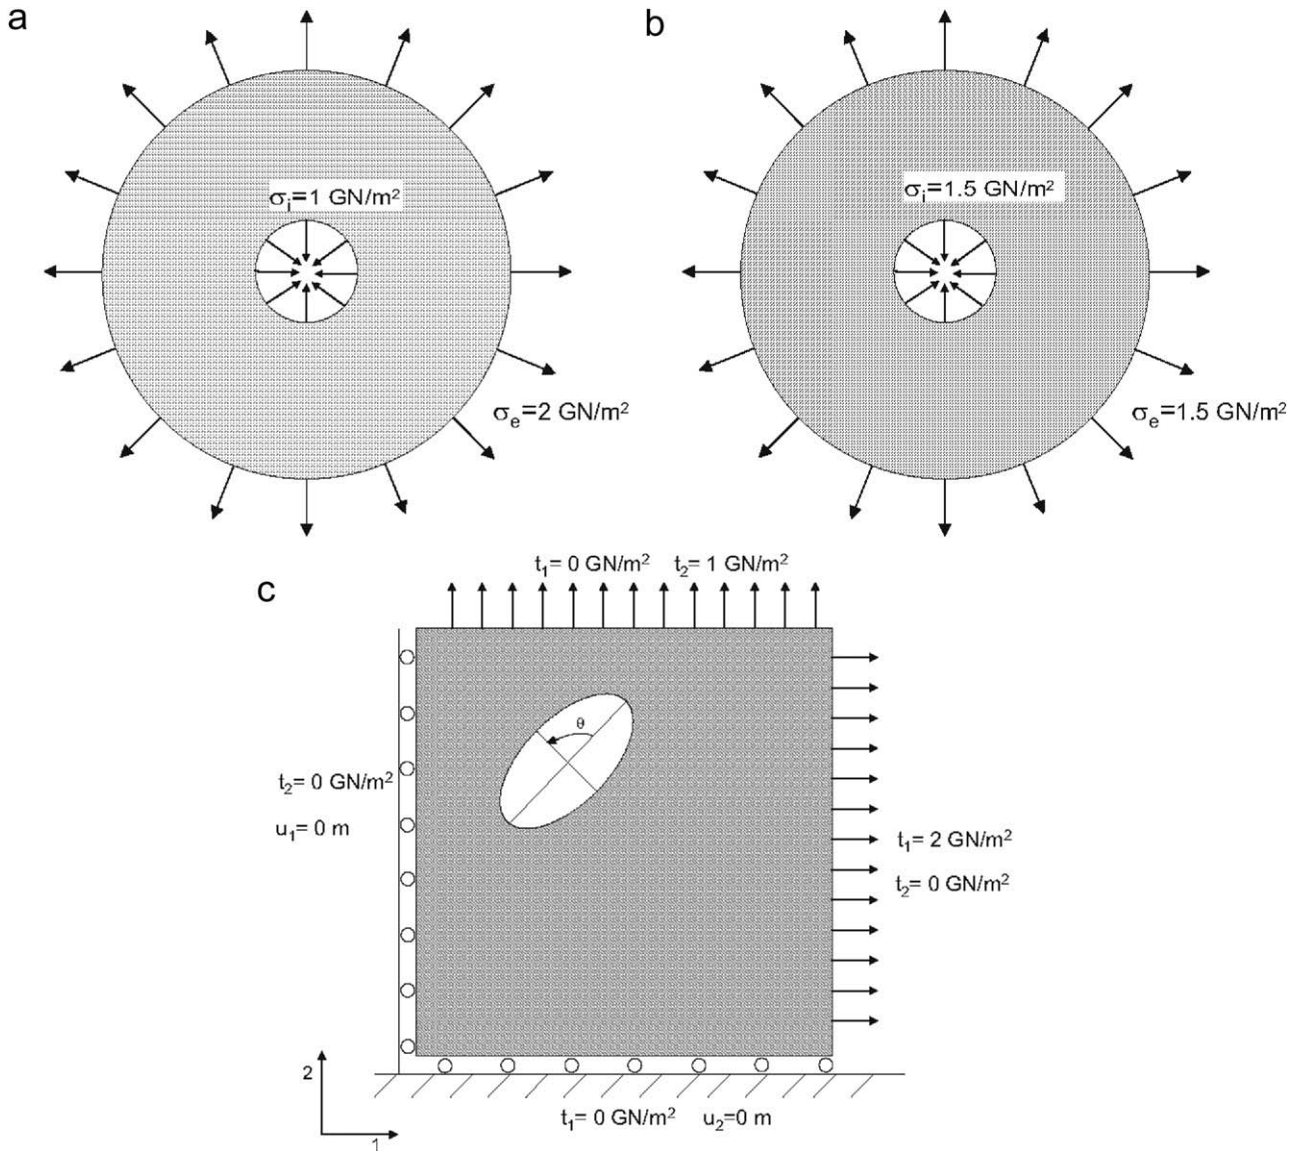 a
b
σᵢ=1 GN/m²
σᵢ=1.5 GN/m²
σₑ=2 GN/m²
σₑ=1.5 GN/m²
c
t₁= 0 GN/m² t₂= 1 GN/m²
θ
t₂= 0 GN/m²
u₁= 0 m
t₁= 2 GN/m²
t₂= 0 GN/m²
2
t₁= 0 GN/m² u₂=0 m
1